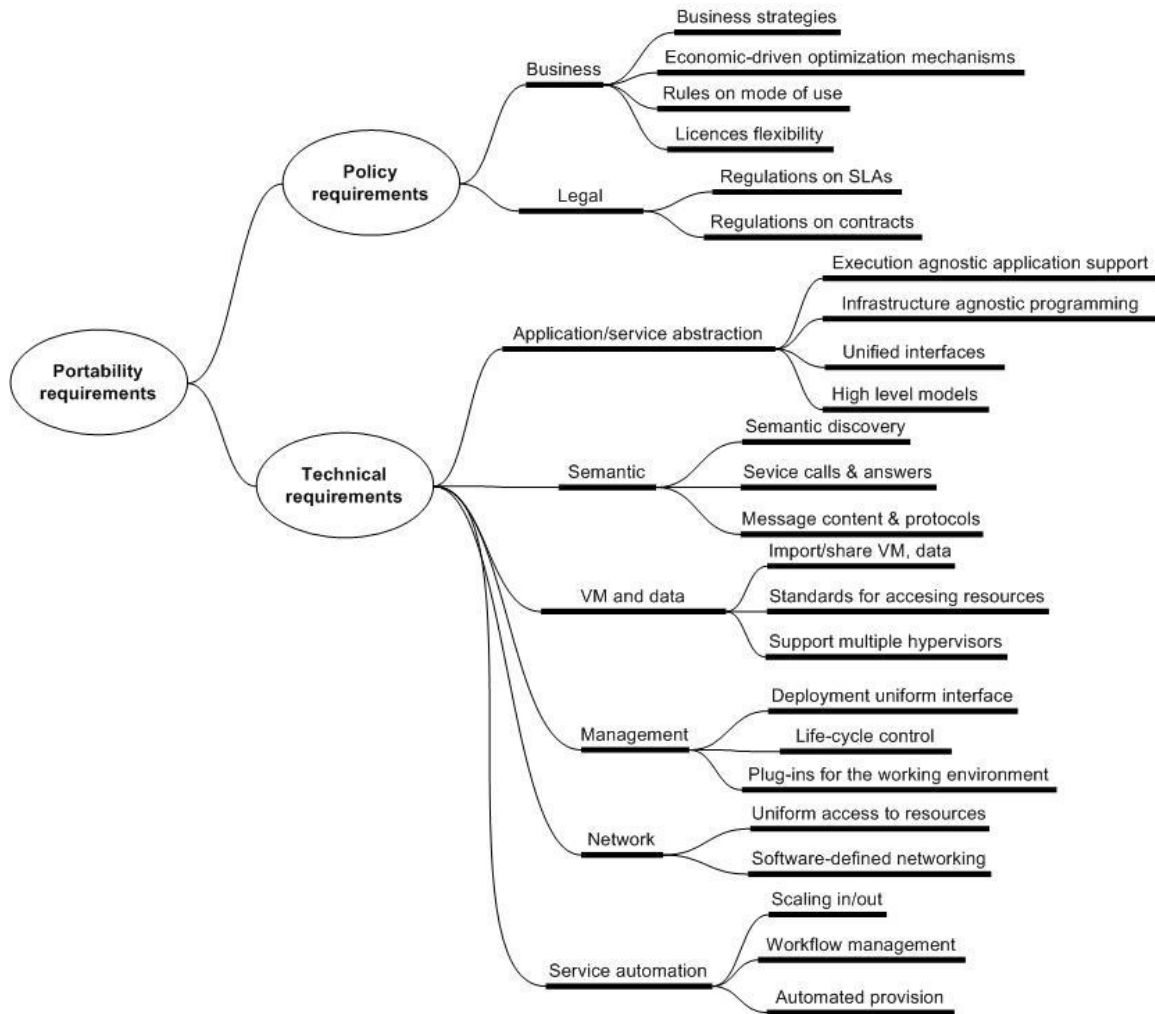 Business strategies
Economic-driven optimization mechanisms
Business
Rules on mode of use
Licences flexibility
Policy
requirements
Regulations on SLAs
Legal
Regulations on contracts
Execution agnostic application support
Infrastructure agnostic programming
Application/service abstraction
Unified interfaces
High level models
Portability
requirements
Semantic discovery
Technical
requirements
Semantic
Sevice calls & answers
Message content & protocols
Import/share VM, data
VM and data
Standards for accesing resources
Support multiple hypervisors
Deployment uniform interface
Management
Life-cycle control
Plug-ins for the working environment
Uniform access to resources
Network
Software-defined networking
Scaling in/out
Workflow management
Service automation
Automated provision